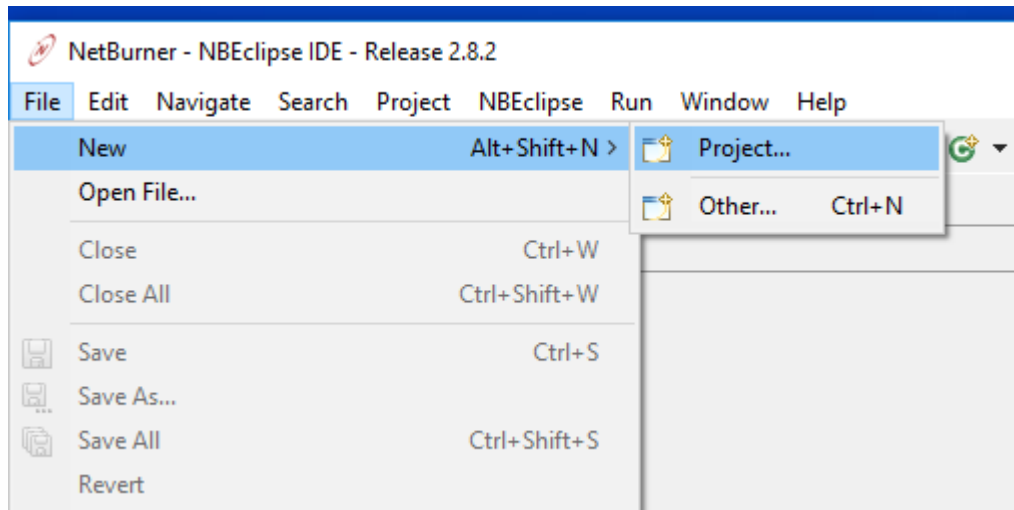 NetBurner - NBEclipse IDE - Release 2.8.2
File Edit Navigate Search Project NBEclipse Run Window Help
New Alt+Shift+N > Project...
Open File...
Other... Ctrl+N
Close Ctrl+W
Close All Ctrl+Shift+W
Save Ctrl+S
Save As...
Save All Ctrl+Shift+S
Revert